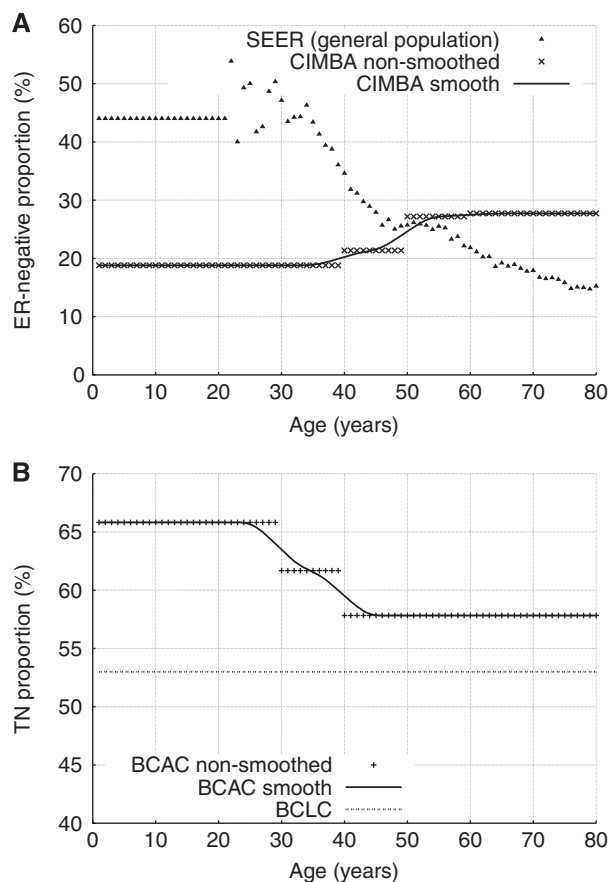 A
60
50
40
30
20
10
0
ER-negative proportion (%)
SEER (general population)
CIMBA non-smoothed
CIMBA smooth
0 10 20 30 40 50 60 70 80
Age (years)
B
70
65
60
55
50
45
40
TN proportion (%)
BCAC non-smoothed
BCAC smooth
BCLC
0 10 20 30 40 50 60 70 80
Age (years)